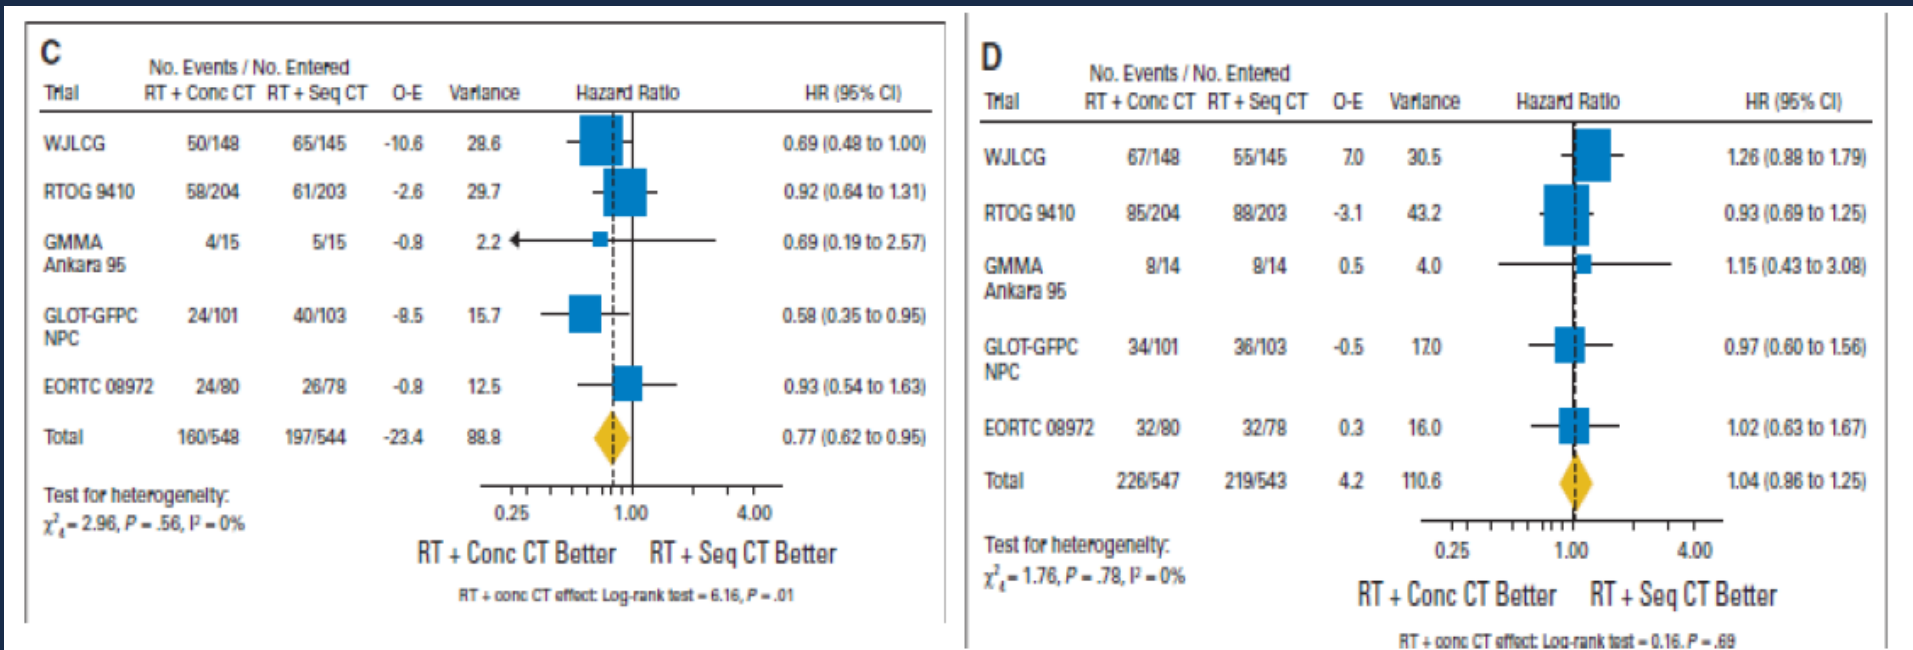 C
No. Events / No. Entered
Trial RT + Conc CT RT + Seq CT O-E Variance Hazard Ratio HR (95% CI)
WJLCG 50/148 65/145 -10.6 28.6 0.69 (0.48 to 1.00)
RTOG 9410 58/204 61/203 -2.6 29.7 0.92 (0.64 to 1.31)
GMMA 4/15 5/15 -0.8 2.2 0.69 (0.19 to 2.57)
Ankara 95
GLOT-GFPC 24/101 40/103 -8.5 15.7 0.58 (0.35 to 0.95)
NPC
EORTC 08972 24/80 26/78 -0.8 12.5 0.93 (0.54 to 1.63)
Total 160/548 197/544 -23.4 88.8 0.77 (0.62 to 0.95)
0.25 1.00 4.00
Test for heterogeneity:
χ²₄ = 2.96, P = .56, I² = 0%
RT + Conc CT Better RT + Seq CT Better
RT + conc CT effect: Log-rank test = 6.16, P = .01
D
No. Events / No. Entered
Trial RT + Conc CT RT + Seq CT O-E Variance Hazard Ratio HR (95% CI)
WJLCG 67/148 55/145 7.0 30.5 1.26 (0.88 to 1.79)
RTOG 9410 85/204 88/203 -3.1 43.2 0.93 (0.69 to 1.25)
GMMA 8/14 8/14 0.5 4.0 1.15 (0.43 to 3.08)
Ankara 95
GLOT-GFPC 34/101 36/103 -0.5 17.0 0.97 (0.60 to 1.56)
NPC
EORTC 08972 32/80 32/78 0.3 16.0 1.02 (0.63 to 1.67)
Total 226/547 219/543 4.2 110.6 1.04 (0.86 to 1.25)
0.25 1.00 4.00
Test for heterogeneity:
χ²₄ = 1.76, P = .78, I² = 0%
RT + Conc CT Better RT + Seq CT Better
RT + conc CT effect: Log-rank test = 0.16, P = .69